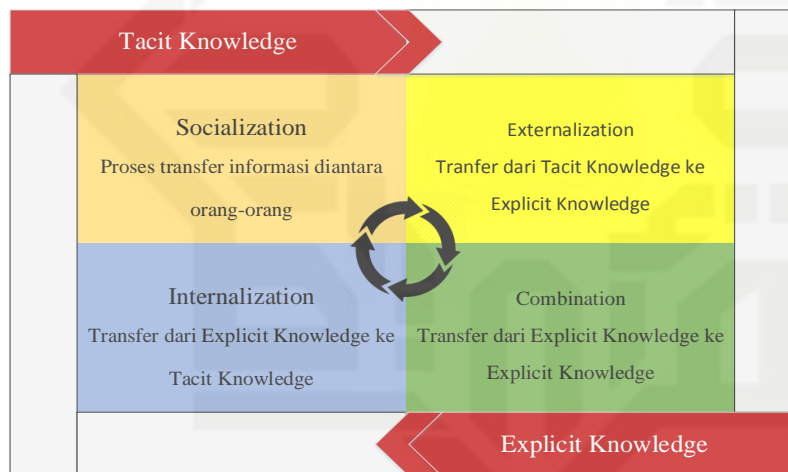 Tacit Knowledge
Socialization
Proses transfer informasi diantara
orang-orang
Externalization
Tranfer dari Tacit Knowledge ke
Explicit Knowledge
Internalization
Transfer dari Explicit Knowledge ke
Tacit Knowledge
Combination
Transfer dari Explicit Knowledge ke
Explicit Knowledge
Explicit Knowledge